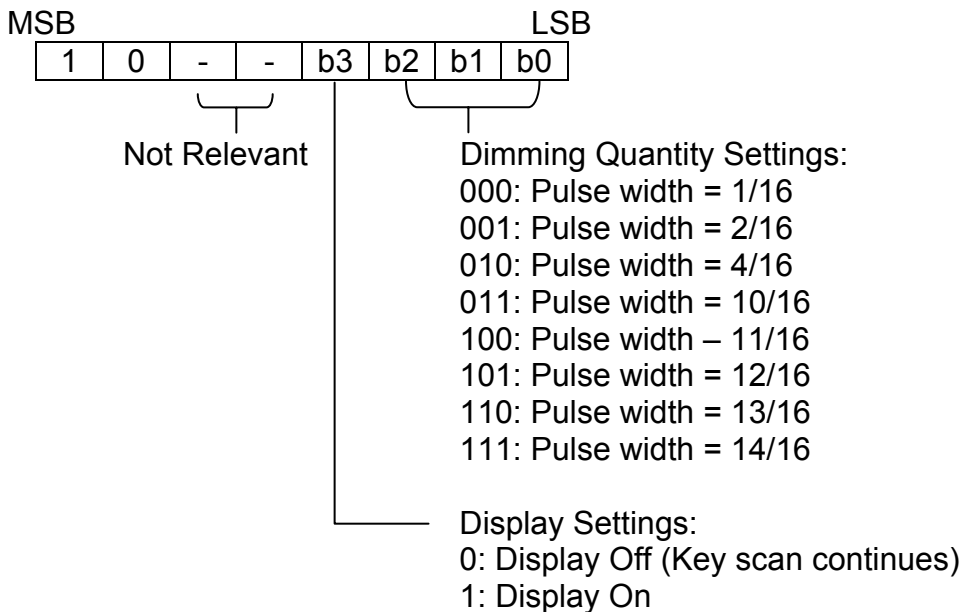 MSB LSB
1 0 - - b3 b2 b1 b0
Not Relevant
Dimming Quantity Settings:
000: Pulse width = 1/16
001: Pulse width = 2/16
010: Pulse width = 4/16
011: Pulse width = 10/16
100: Pulse width – 11/16
101: Pulse width = 12/16
110: Pulse width = 13/16
111: Pulse width = 14/16
Display Settings:
0: Display Off (Key scan continues)
1: Display On